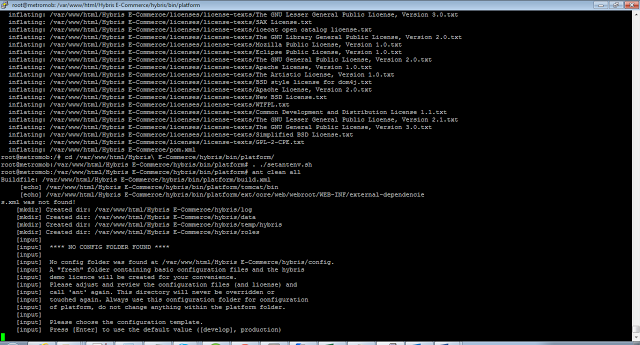 root@metromob: /var/www/html/Hybris E-Commerce/hybris/bin/platform
inflating: /var/www/html/Hybris E-Commerce/licenses/license-texts/The GNU Lesser General Public License, Version 3.0.txt
inflating: /var/www/html/Hybris E-Commerce/licenses/license-texts/SAX License.txt
inflating: /var/www/html/Hybris E-Commerce/licenses/license-texts/icecat open catalog license.txt
inflating: /var/www/html/Hybris E-Commerce/licenses/license-texts/The GNU Library General Public License, Version 2.0.txt
inflating: /var/www/html/Hybris E-Commerce/licenses/license-texts/Mozilla Public License, Version 1.0.txt
inflating: /var/www/html/Hybris E-Commerce/licenses/license-texts/Eclipse Public License, Version 1.0.txt
inflating: /var/www/html/Hybris E-Commerce/licenses/license-texts/The GNU General Public License, Version 2.0.txt
inflating: /var/www/html/Hybris E-Commerce/licenses/license-texts/Apache License, Version 1.0.txt
inflating: /var/www/html/Hybris E-Commerce/licenses/license-texts/The Artistic License, Version 1.0.txt
inflating: /var/www/html/Hybris E-Commerce/licenses/license-texts/BSD style license for dom4j.txt
inflating: /var/www/html/Hybris E-Commerce/licenses/license-texts/Apache License, Version 2.0.txt
inflating: /var/www/html/Hybris E-Commerce/licenses/license-texts/New BSD License.txt
inflating: /var/www/html/Hybris E-Commerce/licenses/license-texts/WTFPL.txt
inflating: /var/www/html/Hybris E-Commerce/licenses/license-texts/Common Development and Distribution License 1.1.txt
inflating: /var/www/html/Hybris E-Commerce/licenses/license-texts/The GNU Lesser General Public License, Version 2.1.txt
inflating: /var/www/html/Hybris E-Commerce/licenses/license-texts/The GNU General Public License, Version 3.0.txt
inflating: /var/www/html/Hybris E-Commerce/licenses/license-texts/Simplified BSD License.txt
inflating: /var/www/html/Hybris E-Commerce/licenses/license-texts/GPL-2-CPE.txt
inflating: /var/www/html/Hybris E-Commerce/pom.xml
root@metromob:/# cd /var/www/html/Hybris\ E-Commerce/hybris/bin/platform/
root@metromob:/var/www/html/Hybris E-Commerce/hybris/bin/platform# . ./setantenv.sh
root@metromob:/var/www/html/Hybris E-Commerce/hybris/bin/platform# ant clean all
Buildfile: /var/www/html/Hybris E-Commerce/hybris/bin/platform/build.xml
[echo] /var/www/html/Hybris E-Commerce/hybris/bin/platform/tomcat/bin
[echo] /var/www/html/Hybris E-Commerce/hybris/bin/platform/ext/core/web/webroot/WEB-INF/external-dependencie
s.xml was not found!
[mkdir] Created dir: /var/www/html/Hybris E-Commerce/hybris/log
[mkdir] Created dir: /var/www/html/Hybris E-Commerce/hybris/data
[mkdir] Created dir: /var/www/html/Hybris E-Commerce/hybris/temp/hybris
[mkdir] Created dir: /var/www/html/Hybris E-Commerce/hybris/roles
[input]
[input] **** NO CONFIG FOLDER FOUND ****
[input]
[input] No config folder was found at /var/www/html/Hybris E-Commerce/hybris/config.
[input] A "fresh" folder containing basic configuration files and the hybris
[input] demo licence will be created for your convenience.
[input] Please adjust and review the configuration files (and license) and
[input] call 'ant' again. This directory will never be overridden or
[input] touched again. Always use this configuration folder for configuration
[input] of platform, do not change anything within the platform folder.
[input]
[input] Please choose the configuration template.
[input] Press [Enter] to use the default value ([develop], production)